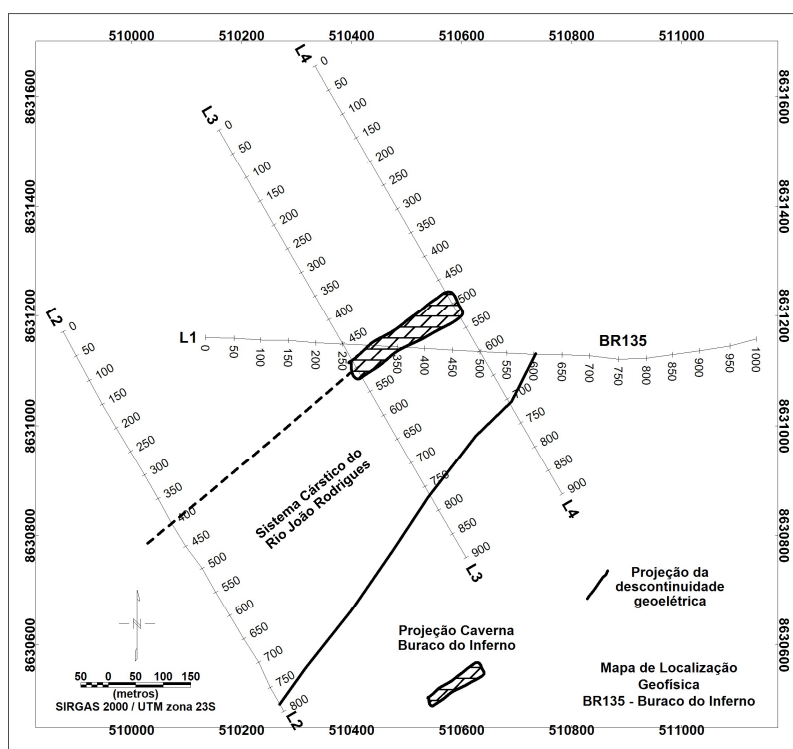 510000 510200 510400 510600 510800 511000
8631600 8631400 8631200 8631000 8630800 8630600
8631600 8631400 8631200 8631000 8630800 8630600
L4
0 50 100 150 200 250 300 350 400 450 500 550 600 700 750 800 850 900
L4
L3
0 50 100 150 200 250 300 350 400 450 550 600 650 700 750 800 850 900
L3
L2
0 50 100 150 200 250 300 350 400 450 500 550 600 650 700 750 800
L2
L1
0 50 100 150 200 250 350 400 450 500 550 600 650 700 750 800 850 900 950 1000
BR135
Sistema Cárstico do
Rio João Rodrigues
Projeção da
descontinuidade
geoelétrica
Projeção Caverna
Buraco do Inferno
Mapa de Localização
Geofísica
BR135 - Buraco do Inferno
N
50 0 50 100 150
(metros)
SIRGAS 2000 / UTM zona 23S
510000 510200 510400 510600 510800 511000